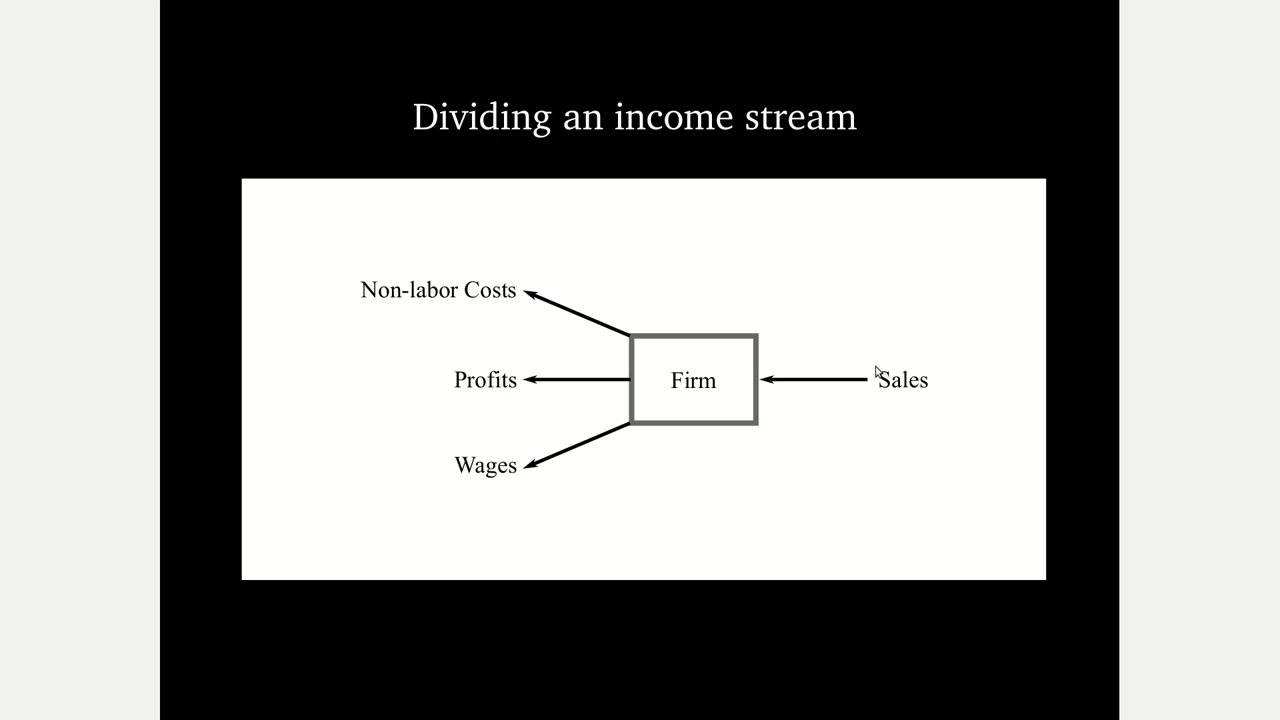 Dividing an income stream
Non-labor Costs
Profits
Firm
Sales
Wages